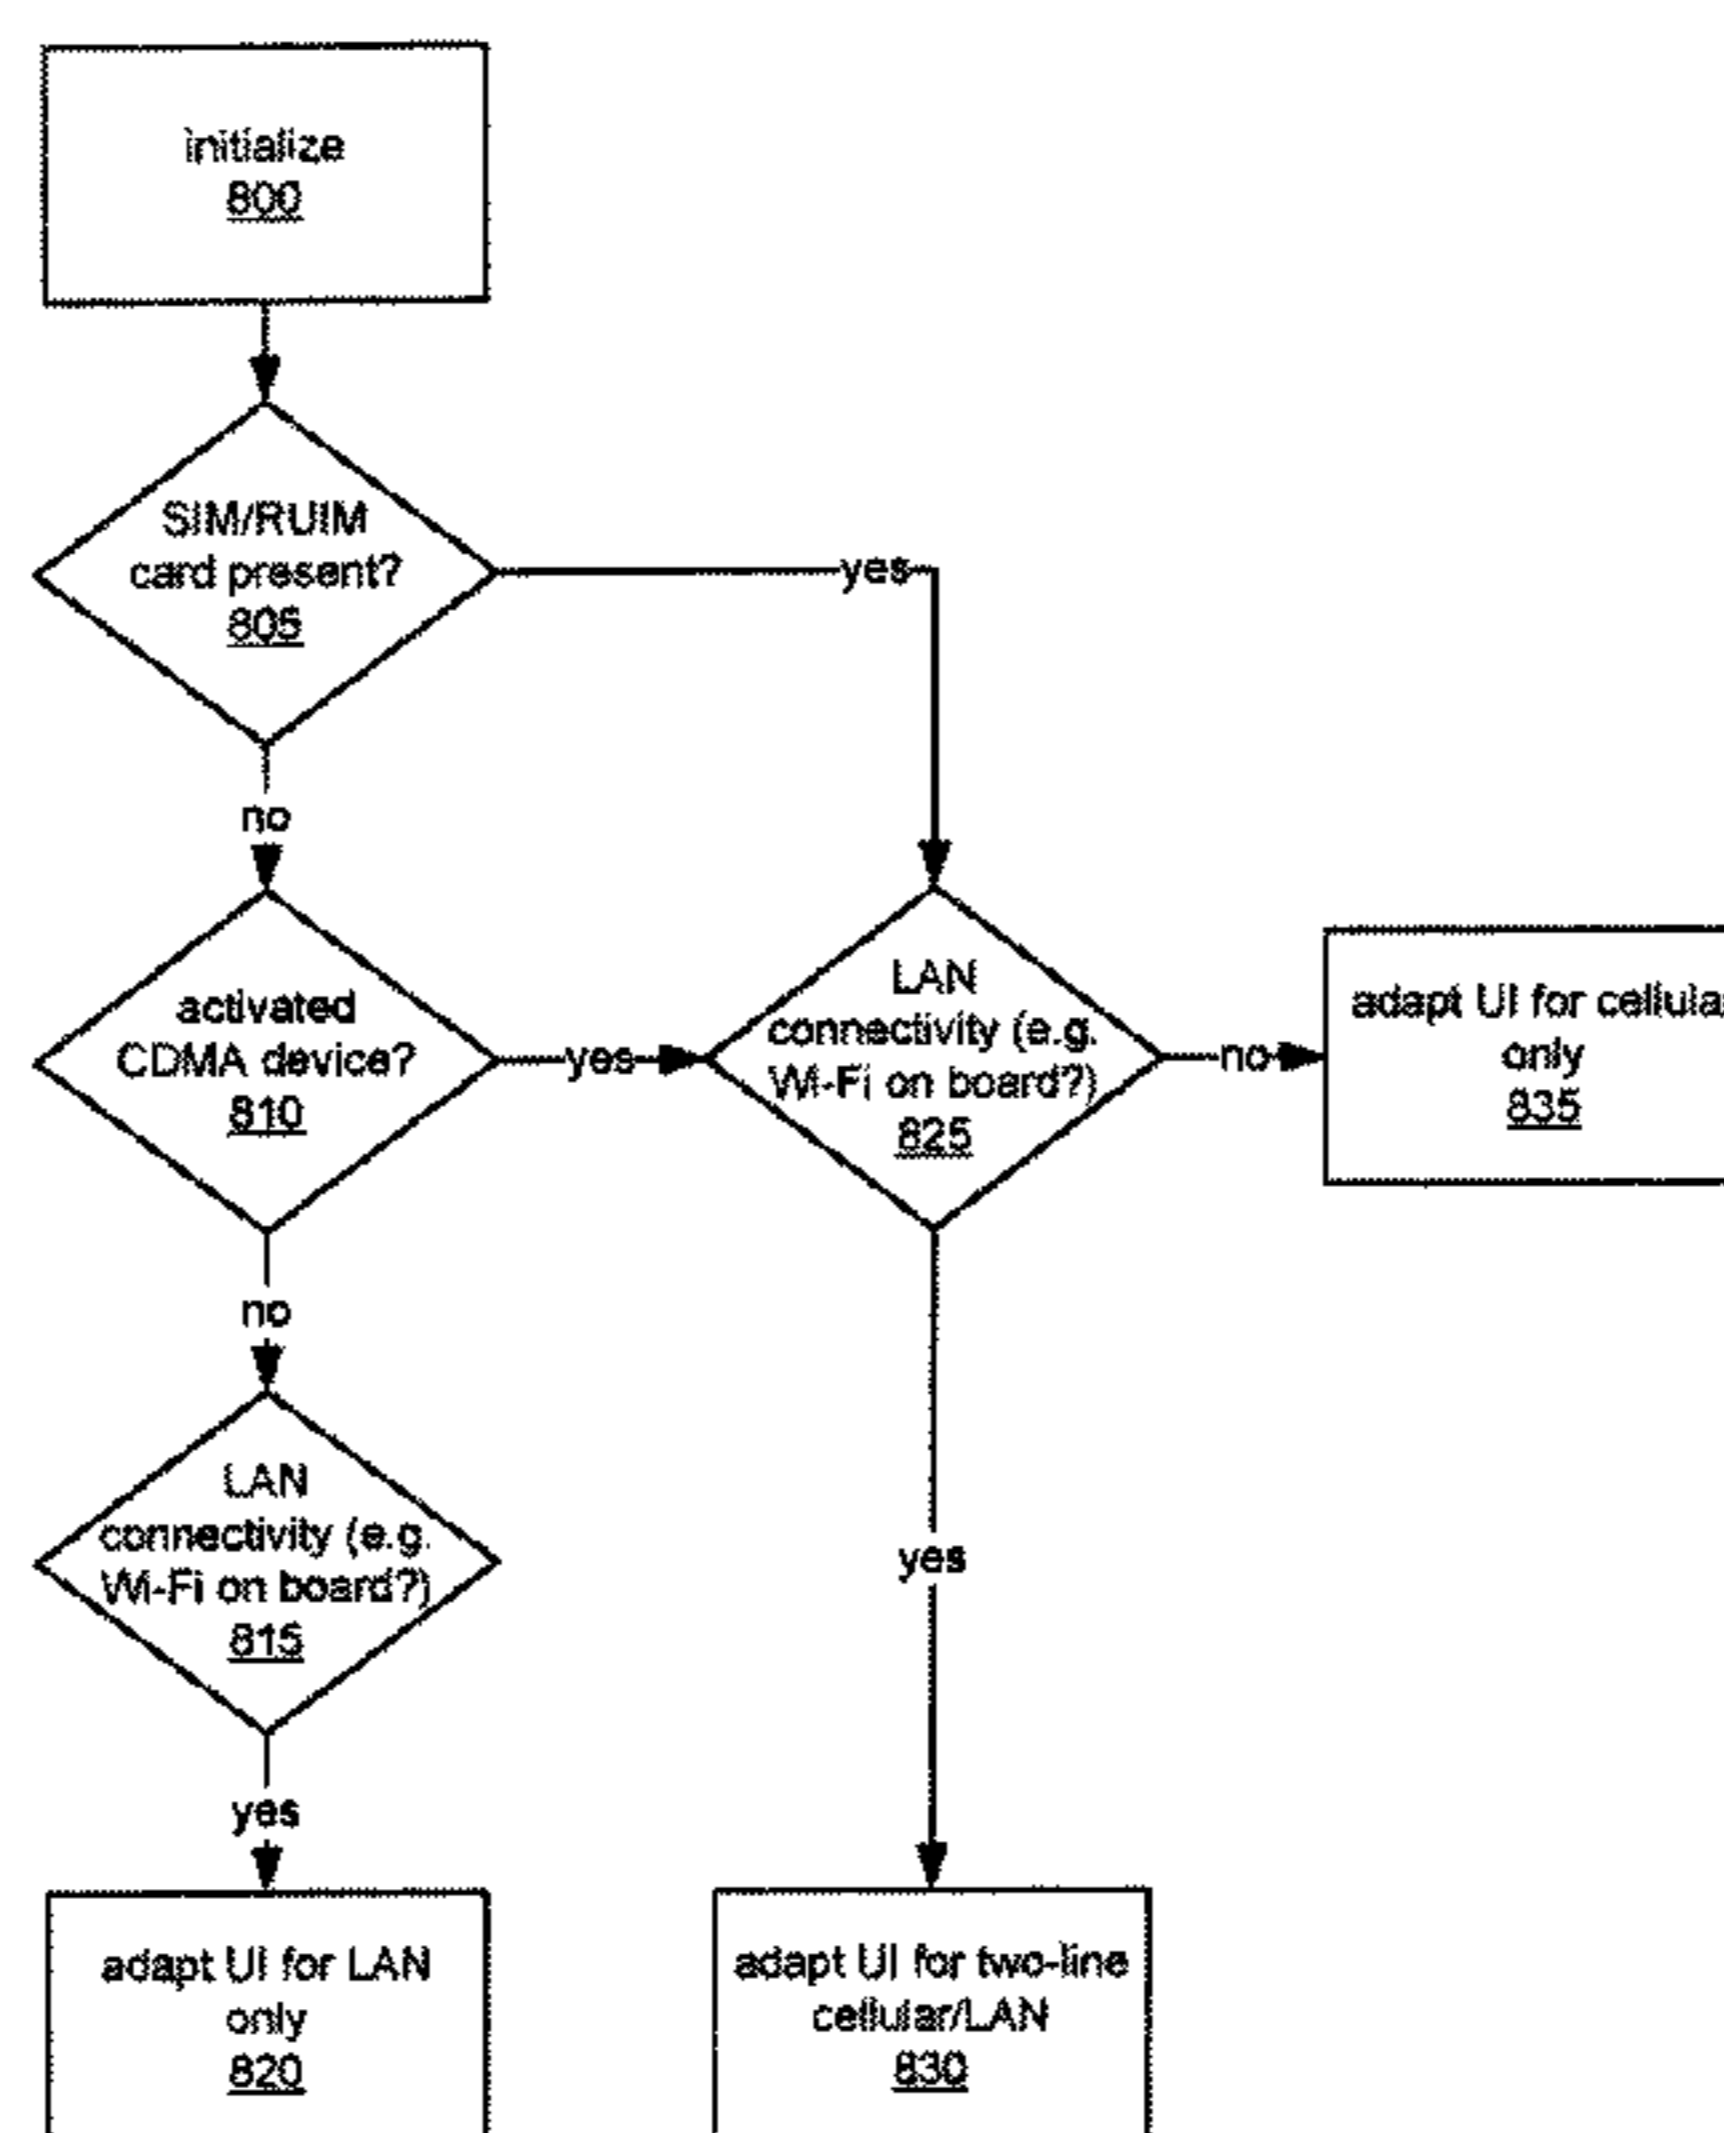 initialize
800
SIM/RUIM
card present?
805
yes
no
activated
CDMA device?
810
yes
LAN
connectivity (e.g.
Wi-Fi on board?)
825
no
adapt UI for cellular
only
835
no
LAN
connectivity (e.g.
Wi-Fi on board?)
815
yes
yes
adapt UI for LAN
only
820
adapt UI for two-line
cellular/LAN
830